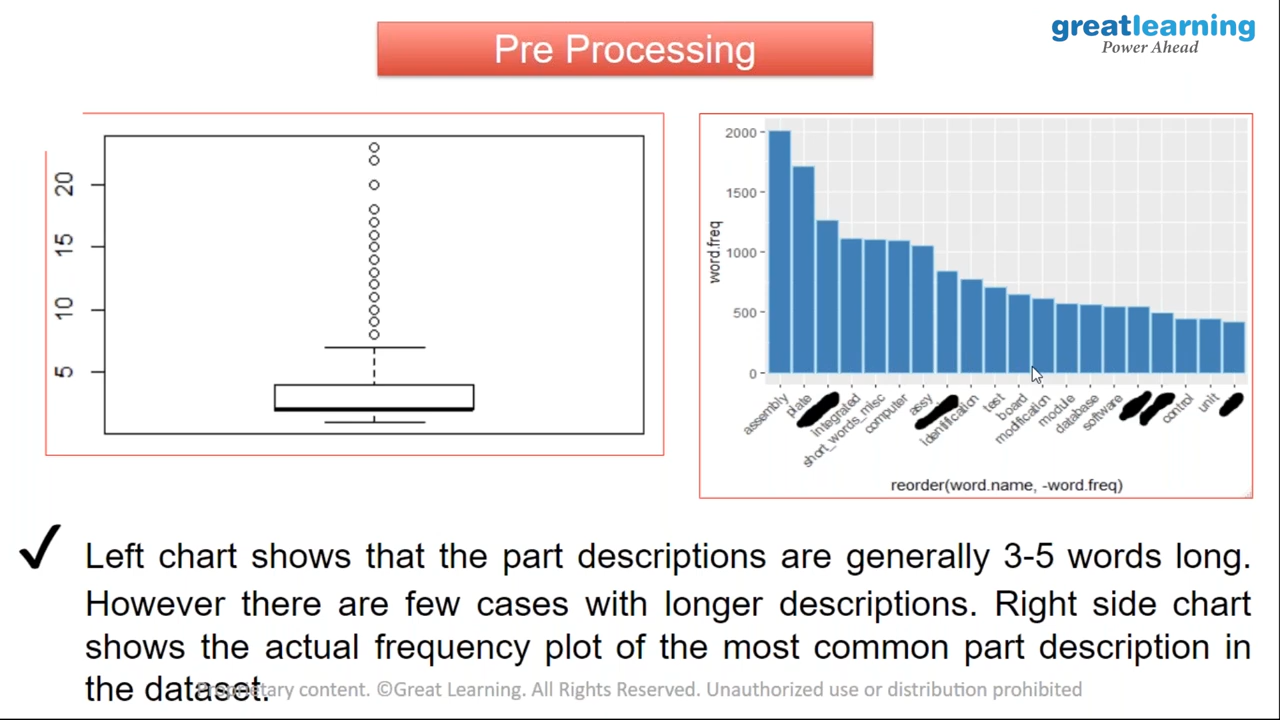 Pre Processing
greatlearning
Power Ahead
20
15
10
5
2000
1500
1000
500
0
word.freq
assembly
plate
integrated
short_words_misc
computer
assy
identification
test
board
modification
module
database
software
control
unit
reorder(word.name, -word.freq)
✓ Left chart shows that the part descriptions are generally 3-5 words long.
However there are few cases with longer descriptions. Right side chart
shows the actual frequency plot of the most common part description in
the dataset.
Proprietary content. ©Great Learning. All Rights Reserved. Unauthorized use or distribution prohibited